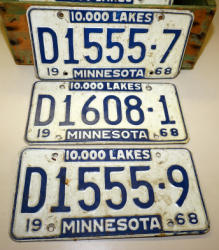 10,000 LAKES
D1555·7
19 MINNESOTA 68
10,000 LAKES
D1608·1
19 MINNESOTA 68
10,000 LAKES
D1555·9
19 MINNESOTA 68